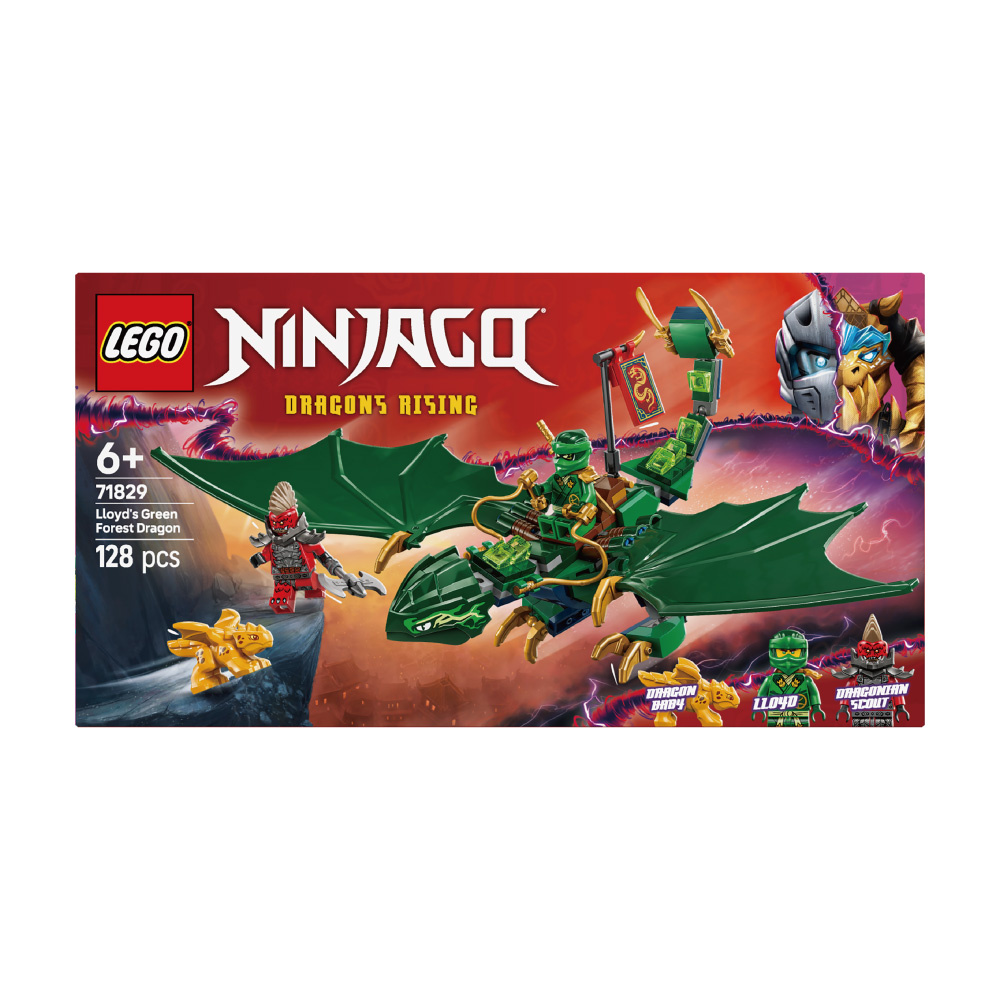 LEGO
NINJAGO
DRAGONS RISING
6+
71829
Lloyd's Green
Forest Dragon
128 pcs
DRAGON
BABY
LLOYD
DRAGONIAN
SCOUT